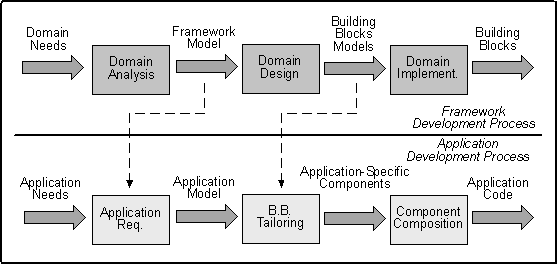 Domain
Needs
Domain
Analysis
Framework
Model
Domain
Design
Building
Blocks
Models
Domain
Implement.
Building
Blocks
Framework
Development Process
Application
Development Process
Application
Needs
Application
Req.
Application
Model
B.B.
Tailoring
Application-Specific
Components
Component
Composition
Application
Code